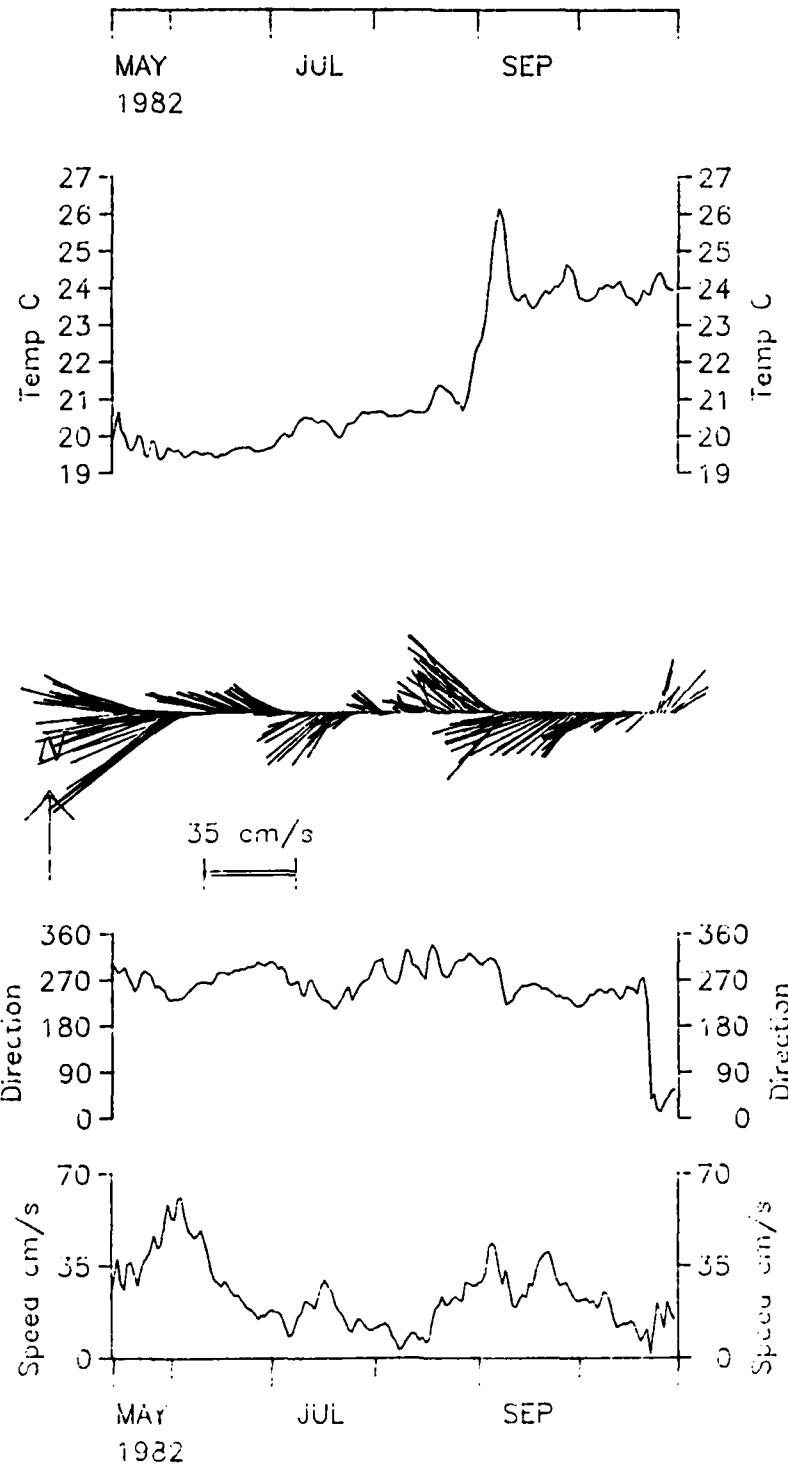 MAY JUL SEP
1982
27 27
26 26
25 25
24 24
23 23
22 22
21 21
20 20
19 19
Temp C
Temp C
N
35 cm/s
360 360
270 270
180 180
90 90
0 0
Direction
Direction
70 70
35 35
0 0
Speed cm/s
Speed cm/s
MAY JUL SEP
1982